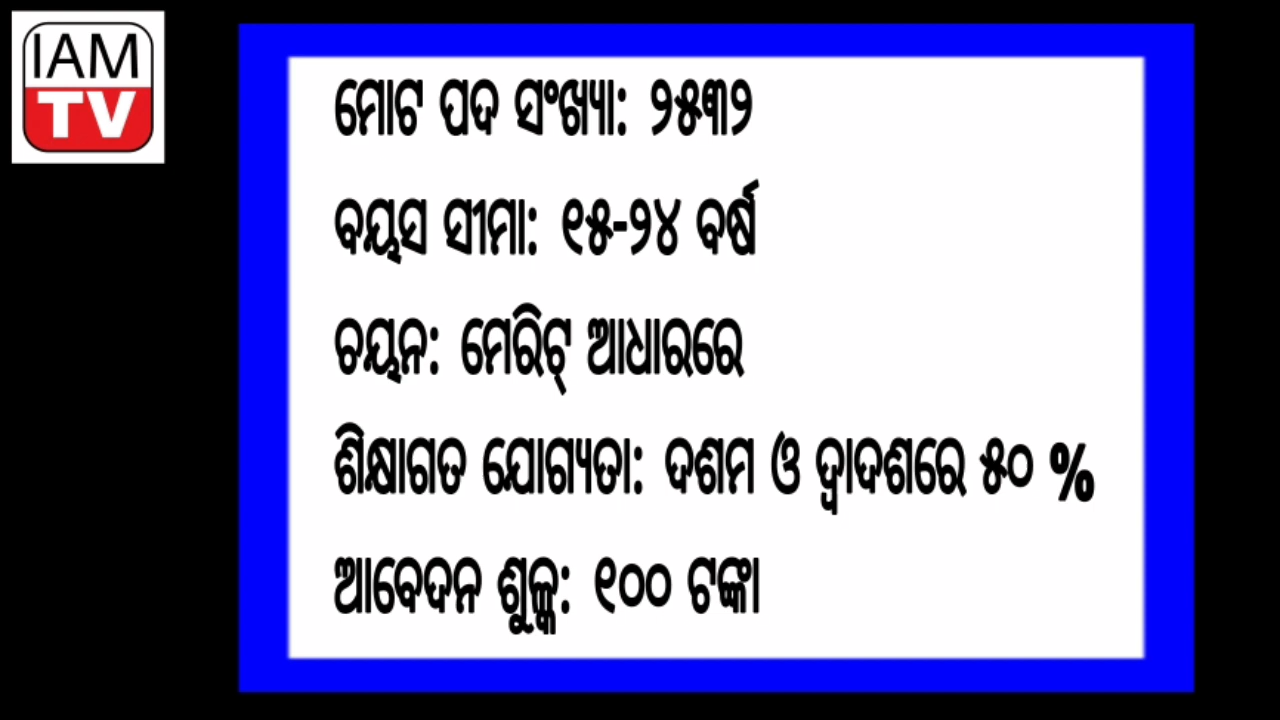 IAM
TV
ମୋଟ ପଦ ସଂଖ୍ୟା: ୨୫୩୨
ବୟସ ସୀମା: ୧୫-୨୪ ବର୍ଷ
ଚୟନ: ମେରିଟ୍ ଆଧାରରେ
ଶିକ୍ଷାଗତ ଯୋଗ୍ୟତା: ଦଶମ ଓ ଦ୍ୱାଦଶରେ ୫୦ %
ଆବେଦନ ଶୁଳ୍କ: ୧୦୦ ଟଙ୍କା